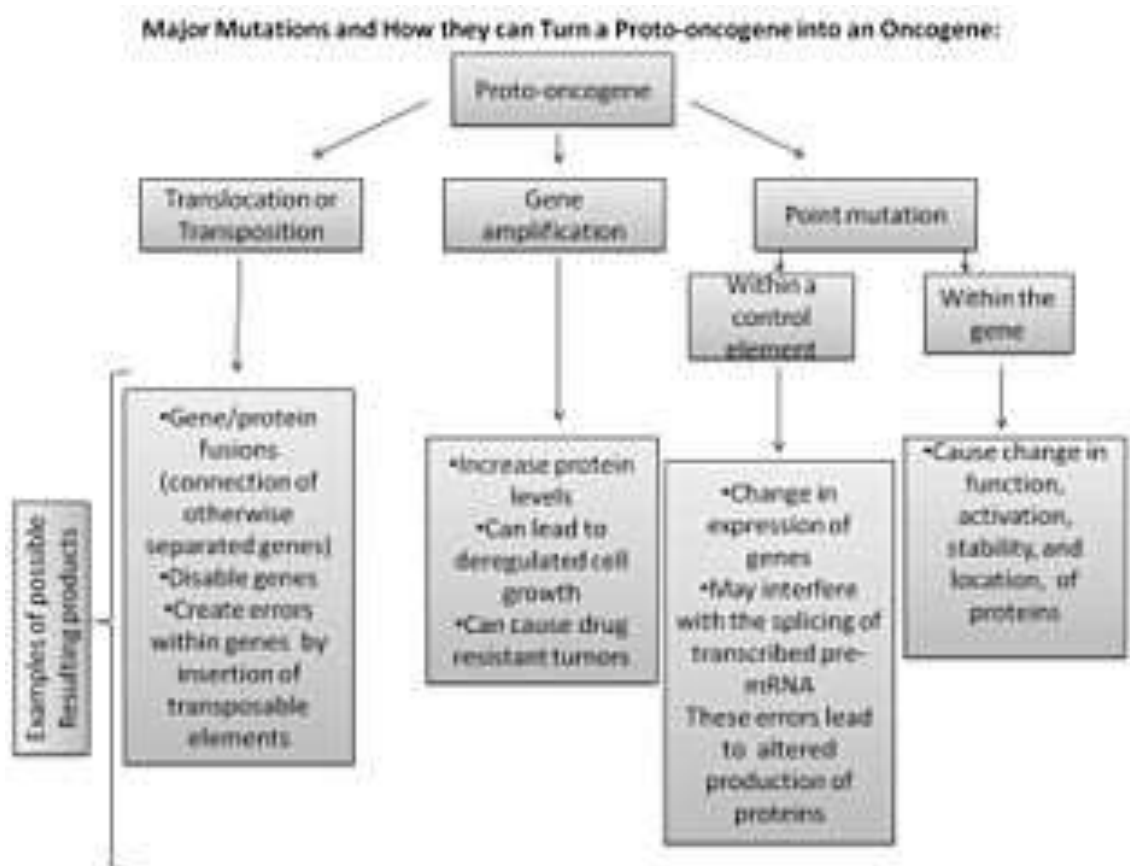 Major Mutations and How they can Turn a Proto-oncogene into an Oncogene:
Proto-oncogene
Translocation or
Transposition
Gene
amplification
Point mutation
Within a
control
element
Within the
gene
Examples of possible
Resulting products
•Gene/protein
fusions
(connection of
otherwise
separated genes)
•Disable genes
•Create errors
within genes by
insertion of
transposable
elements
•Increase protein
levels
•Can lead to
deregulated cell
growth
•Can cause drug
resistant tumors
•Change in
expression of
genes
•May interfere
with the splicing of
transcribed pre-
mRNA
These errors lead
to altered
production of
proteins
•Cause change in
function,
activation,
stability, and
location, of
proteins